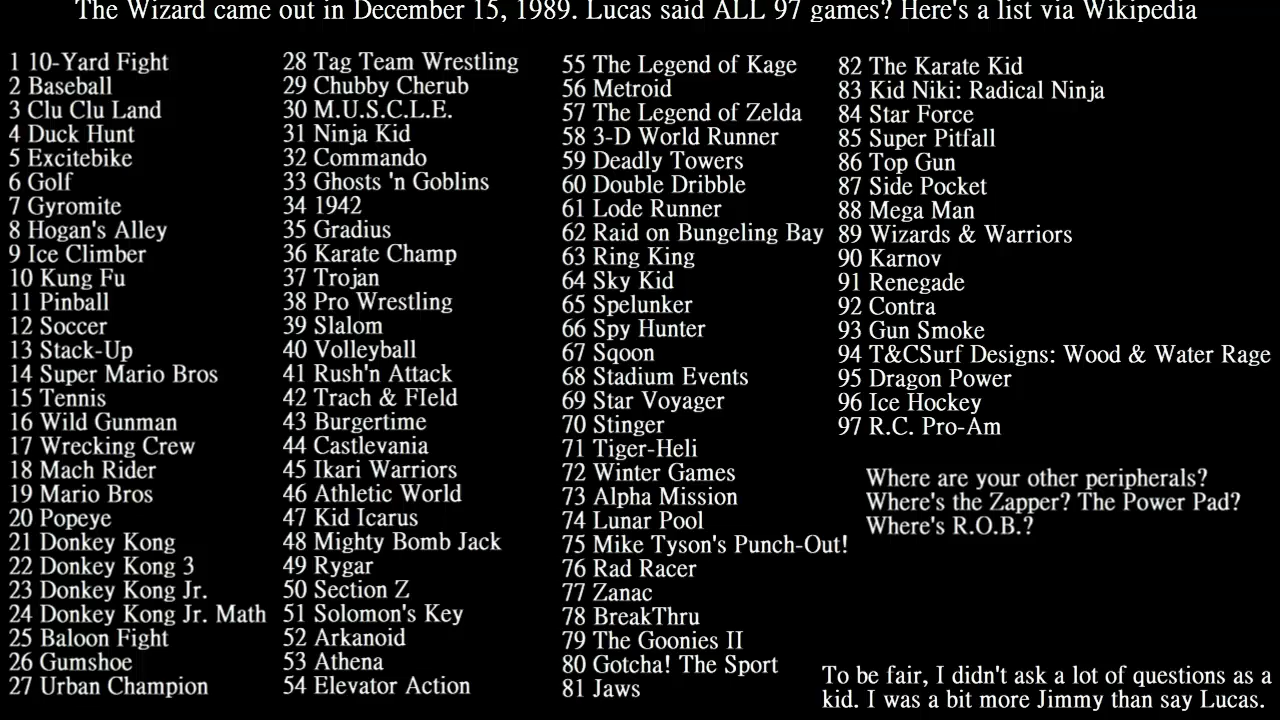 The Wizard came out in December 15, 1989. Lucas said ALL 97 games? Here's a list via Wikipedia
1 10-Yard Fight
2 Baseball
3 Clu Clu Land
4 Duck Hunt
5 Excitebike
6 Golf
7 Gyromite
8 Hogan's Alley
9 Ice Climber
10 Kung Fu
11 Pinball
12 Soccer
13 Stack-Up
14 Super Mario Bros
15 Tennis
16 Wild Gunman
17 Wrecking Crew
18 Mach Rider
19 Mario Bros
20 Popeye
21 Donkey Kong
22 Donkey Kong 3
23 Donkey Kong Jr.
24 Donkey Kong Jr. Math
25 Baloon Fight
26 Gumshoe
27 Urban Champion
28 Tag Team Wrestling
29 Chubby Cherub
30 M.U.S.C.L.E.
31 Ninja Kid
32 Commando
33 Ghosts 'n Goblins
34 1942
35 Gradius
36 Karate Champ
37 Trojan
38 Pro Wrestling
39 Slalom
40 Volleyball
41 Rush'n Attack
42 Trach & FIeld
43 Burgertime
44 Castlevania
45 Ikari Warriors
46 Athletic World
47 Kid Icarus
48 Mighty Bomb Jack
49 Rygar
50 Section Z
51 Solomon's Key
52 Arkanoid
53 Athena
54 Elevator Action
55 The Legend of Kage
56 Metroid
57 The Legend of Zelda
58 3-D World Runner
59 Deadly Towers
60 Double Dribble
61 Lode Runner
62 Raid on Bungeling Bay
63 Ring King
64 Sky Kid
65 Spelunker
66 Spy Hunter
67 Sqoon
68 Stadium Events
69 Star Voyager
70 Stinger
71 Tiger-Heli
72 Winter Games
73 Alpha Mission
74 Lunar Pool
75 Mike Tyson's Punch-Out!
76 Rad Racer
77 Zanac
78 BreakThru
79 The Goonies II
80 Gotcha! The Sport
81 Jaws
82 The Karate Kid
83 Kid Niki: Radical Ninja
84 Star Force
85 Super Pitfall
86 Top Gun
87 Side Pocket
88 Mega Man
89 Wizards & Warriors
90 Karnov
91 Renegade
92 Contra
93 Gun Smoke
94 T&CSurf Designs: Wood & Water Rage
95 Dragon Power
96 Ice Hockey
97 R.C. Pro-Am
Where are your other peripherals?
Where's the Zapper? The Power Pad?
Where's R.O.B.?
To be fair, I didn't ask a lot of questions as a
kid. I was a bit more Jimmy than say Lucas.